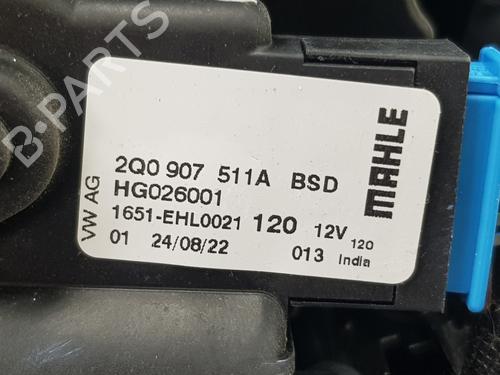 B-PARTS
MAHLE
VW AG
2Q0 907 511A BSD
HG026001
1651-EHL0021 120 12V 120
01 24/08/22 013 India